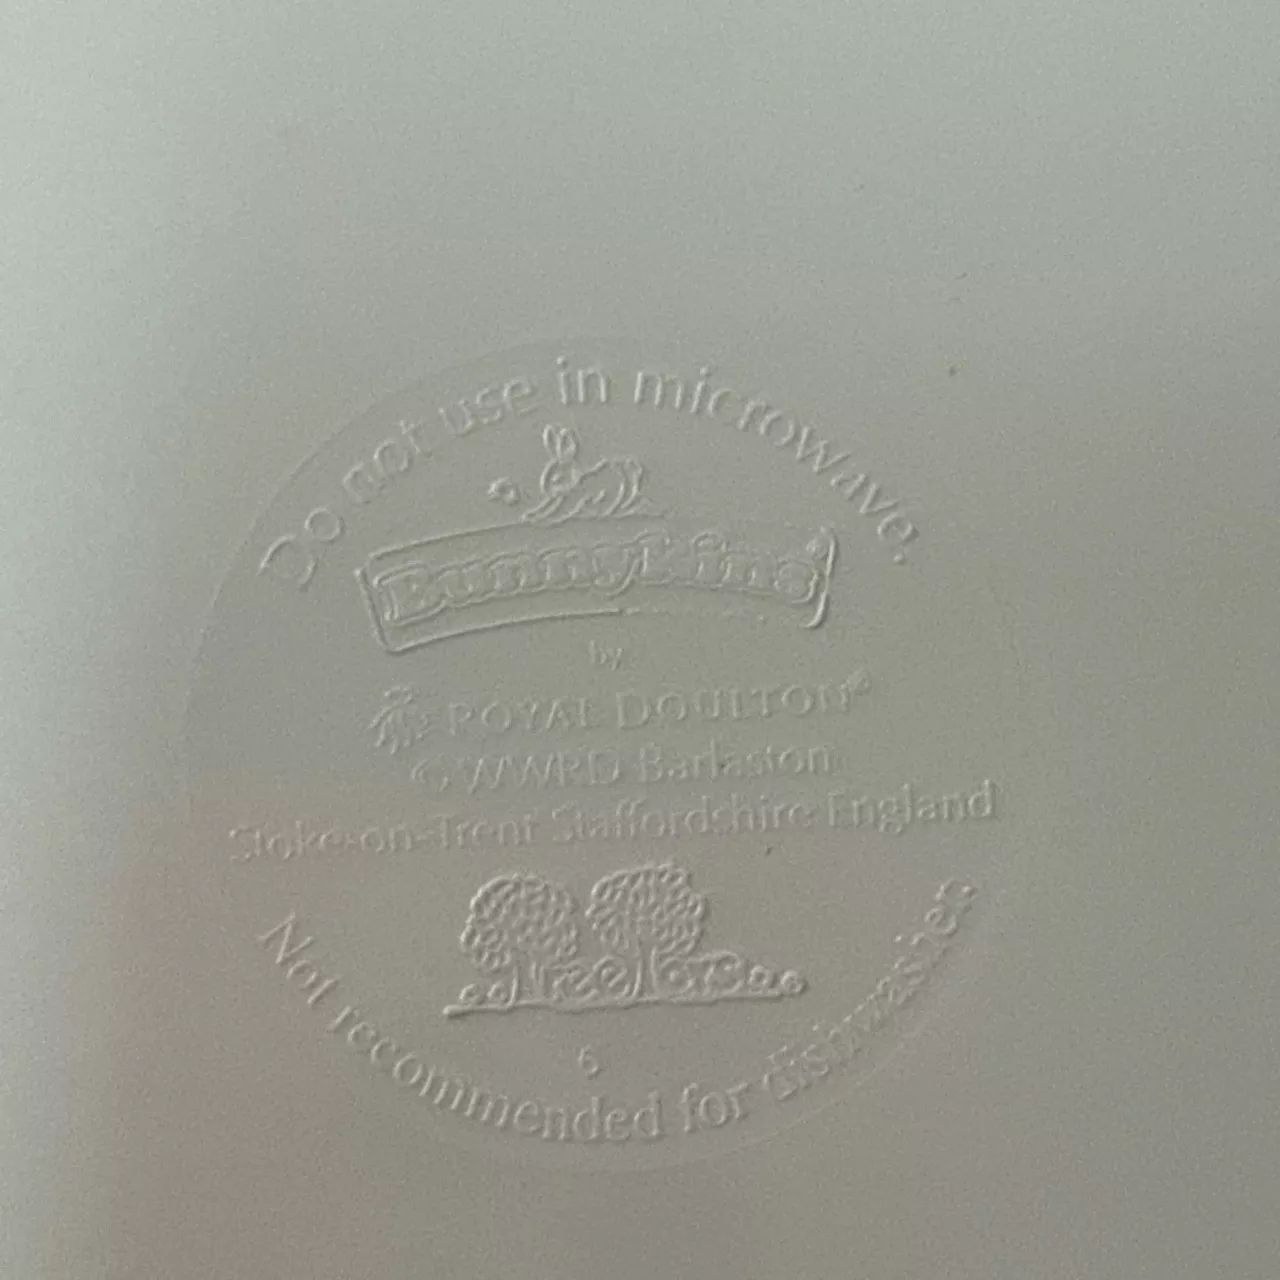 Do not use in microwave.
Bunnykins®
by
ROYAL DOULTON®
© WWRD Barlaston
Stoke-on-Trent Staffordshire England
6
Not recommended for dishwasher.